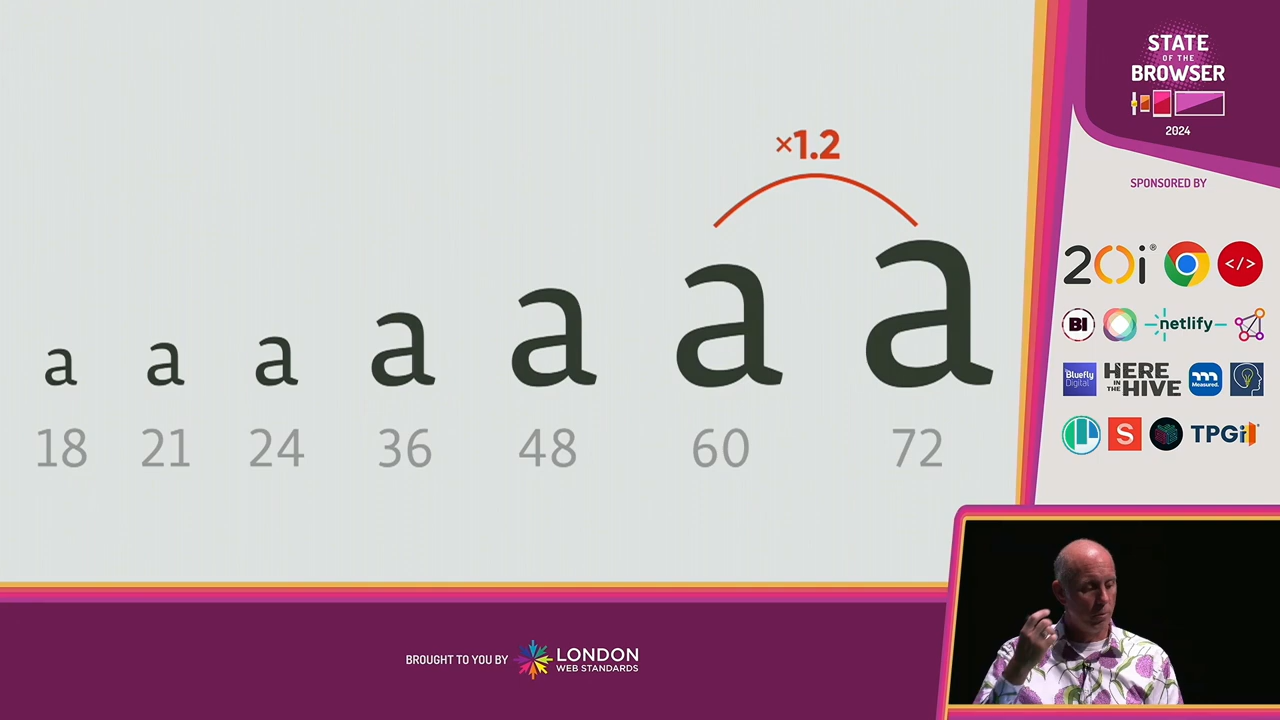 ×1.2
a a a a a a a
18 21 24 36 48 60 72
STATE
OF THE
BROWSER
2024
SPONSORED BY
20i®
</>
BI
netlify
Bluefly
Digital
HERE
IN THE
HIVE
Measured.
S
TPGi
BROUGHT TO YOU BY
LONDON
WEB STANDARDS